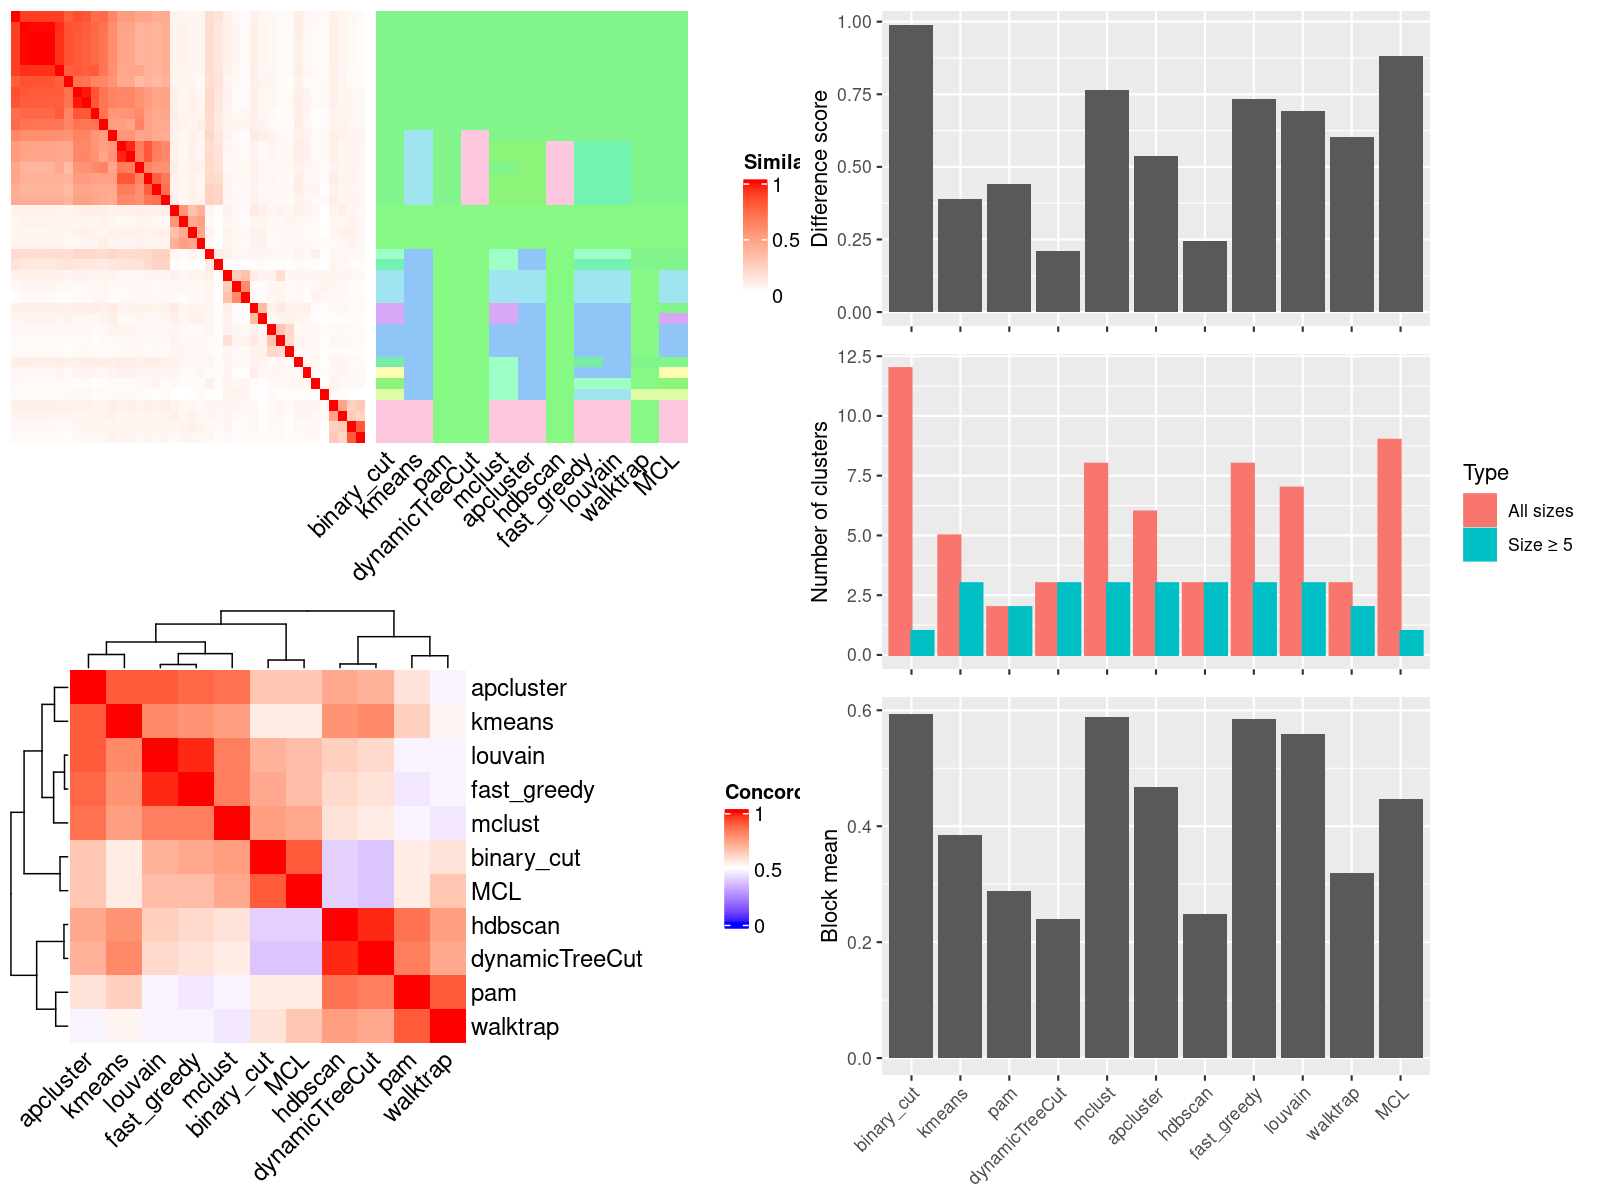 Simila
1
0.5
0
binary_cut
kmeans
pam
dynamicTreeCut
mclust
apcluster
hdbscan
fast_greedy
louvain
walktrap
MCL
apcluster
kmeans
louvain
fast_greedy
mclust
binary_cut
MCL
hdbscan
dynamicTreeCut
pam
walktrap
apcluster
kmeans
louvain
fast_greedy
mclust
binary_cut
MCL
hdbscan
dynamicTreeCut
pam
walktrap
Concord
1
0.5
0
Difference score
1.00
0.75
0.50
0.25
0.00
Number of clusters
12.5
10.0
7.5
5.0
2.5
0.0
Type
All sizes
Size ≥ 5
Block mean
0.6
0.4
0.2
0.0
binary_cut
kmeans
pam
dynamicTreeCut
mclust
apcluster
hdbscan
fast_greedy
louvain
walktrap
MCL